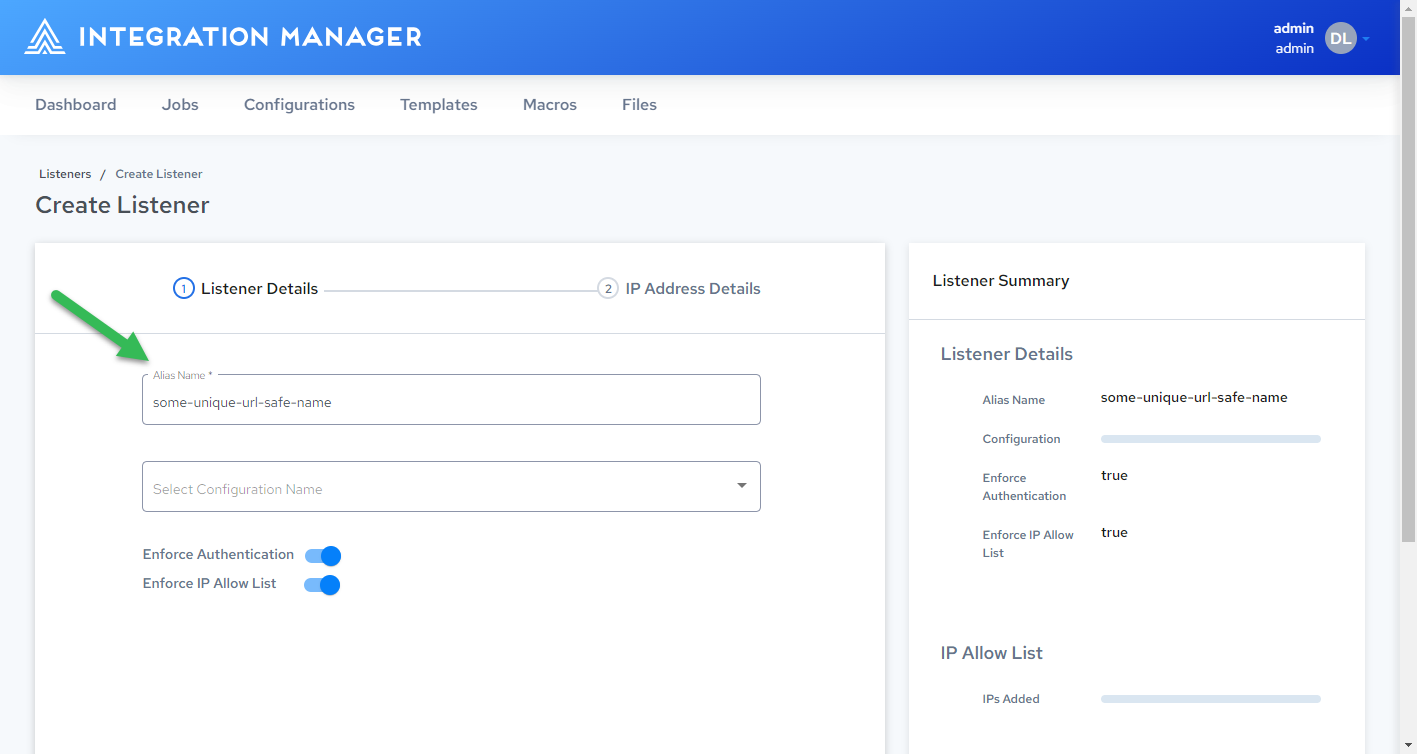 INTEGRATION MANAGER
admin
admin
DL
Dashboard Jobs Configurations Templates Macros Files
Listeners / Create Listener
Create Listener
1 Listener Details 2 IP Address Details
Alias Name *
some-unique-url-safe-name
Select Configuration Name
Enforce Authentication
Enforce IP Allow List
Listener Summary
Listener Details
Alias Name some-unique-url-safe-name
Configuration
Enforce true
Authentication
Enforce IP Allow true
List
IP Allow List
IPs Added